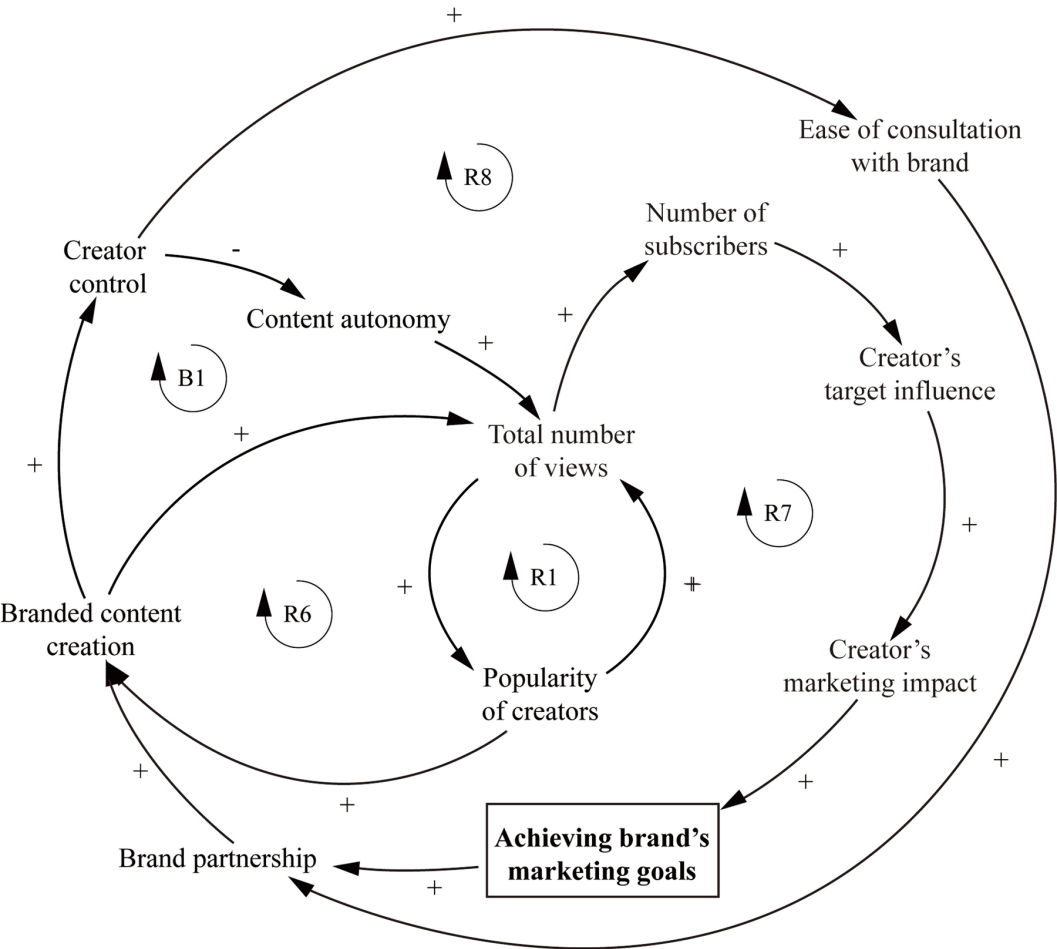 +
Ease of consultation
with brand
R8
Number of
subscribers
+
Creator
control
-
Content autonomy
+
+
Creator’s
target influence
B1
+
+
Total number
of views
R7
+
R1
+
+
R6
Branded content
creation
Creator’s
marketing impact
Popularity
of creators
+
+
+
+
Achieving brand’s
marketing goals
Brand partnership
+